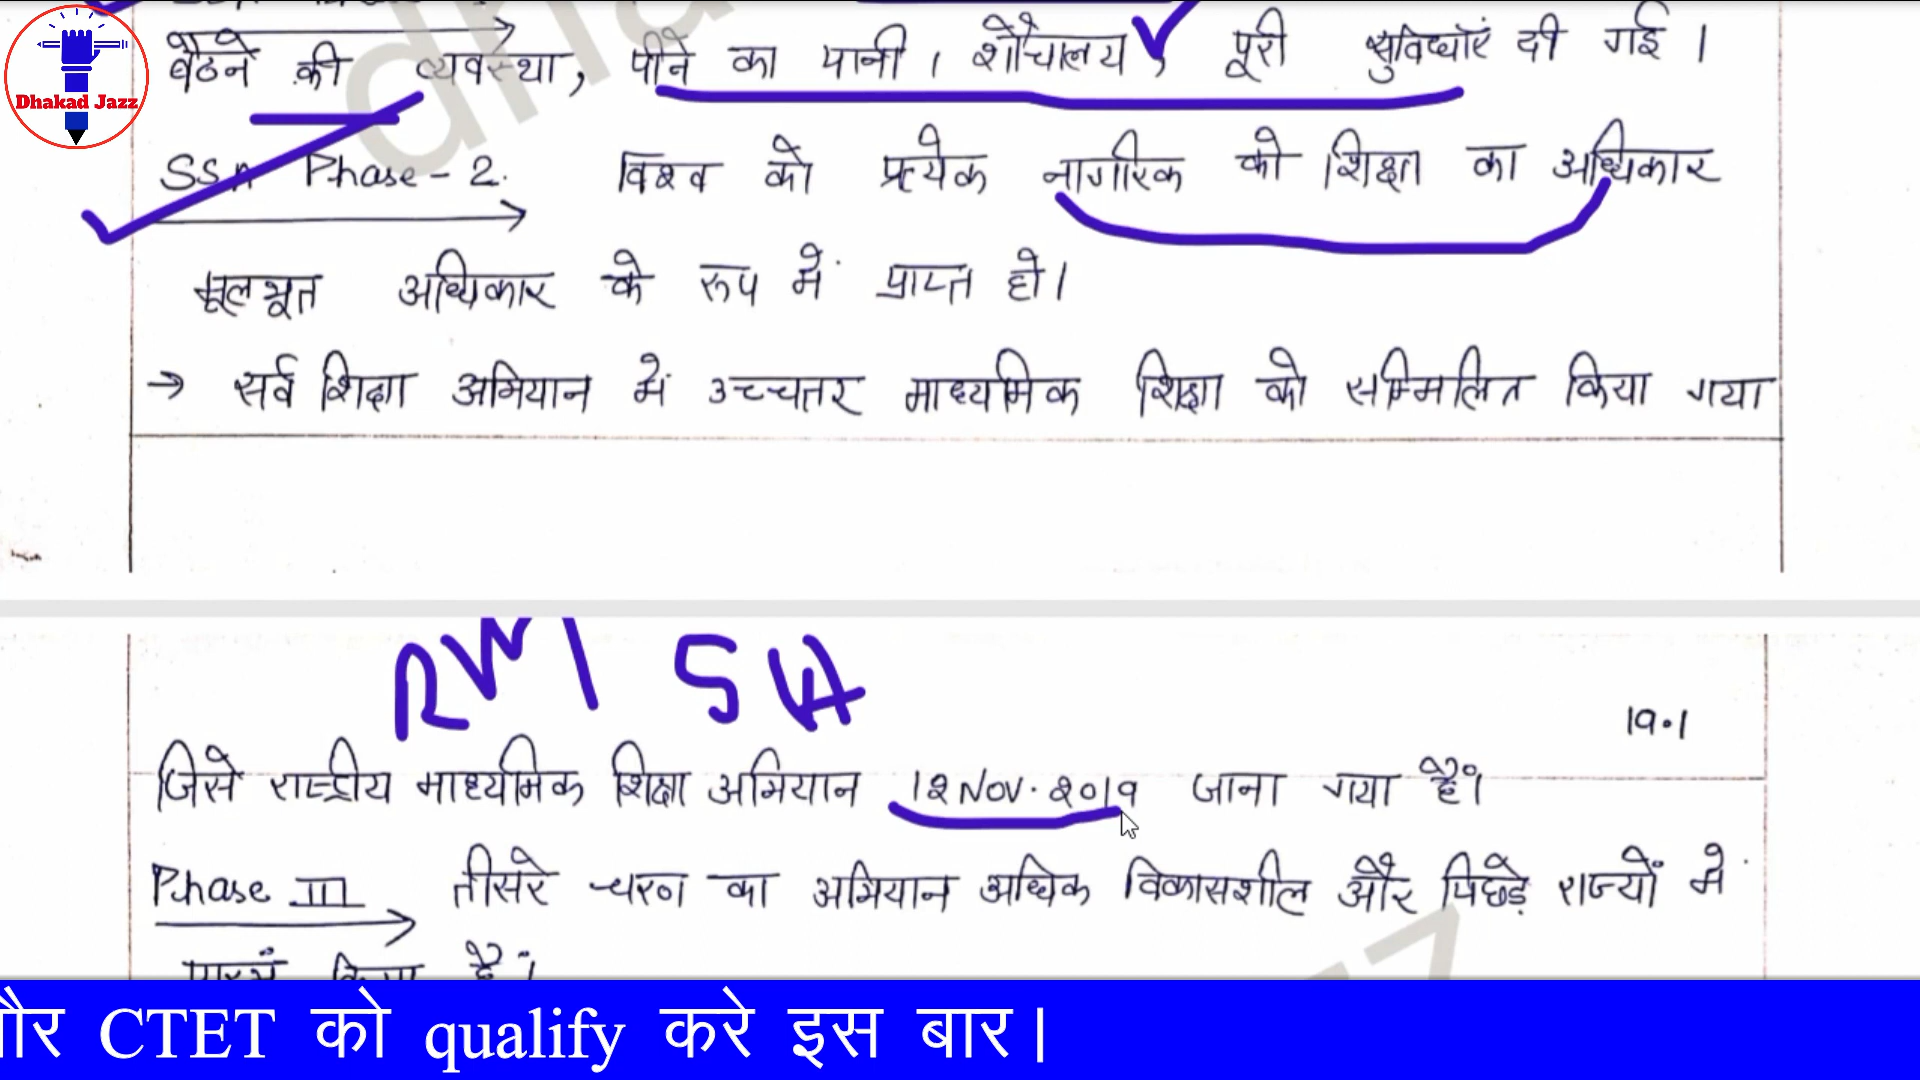 बैठने की व्यवस्था, पीने का पानी। शौचालय, पूरी सुविधाएं दी गई।
SSA Phase-2. विश्व को प्रत्येक नागरिक को शिक्षा का अधिकार
मूलभूत अधिकार के रूप में प्राप्त हो।
→ सर्व शिक्षा अभियान में उच्चतर माध्यमिक शिक्षा को सम्मिलित किया गया
RMSA
19.1
जिसे राष्ट्रीय माध्यमिक शिक्षा अभियान 12 Nov. 2019 जाना गया है।
Phase III तीसरे चरण का अभियान अधिक विकासशील और पिछड़े राज्यों में
Dhakad Jazz
और CTET को qualify करे इस बार।